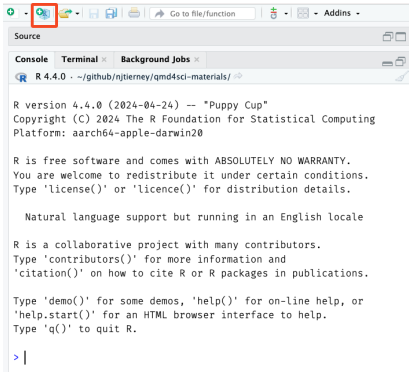 Go to file/function
Addins
Source
Console Terminal Background Jobs
R 4.4.0 · ~/github/njtierney/qmd4sci-materials/
R version 4.4.0 (2024-04-24) -- "Puppy Cup"
Copyright (C) 2024 The R Foundation for Statistical Computing
Platform: aarch64-apple-darwin20
R is free software and comes with ABSOLUTELY NO WARRANTY.
You are welcome to redistribute it under certain conditions.
Type 'license()' or 'licence()' for distribution details.
Natural language support but running in an English locale
R is a collaborative project with many contributors.
Type 'contributors()' for more information and
'citation()' on how to cite R or R packages in publications.
Type 'demo()' for some demos, 'help()' for on-line help, or
'help.start()' for an HTML browser interface to help.
Type 'q()' to quit R.
>